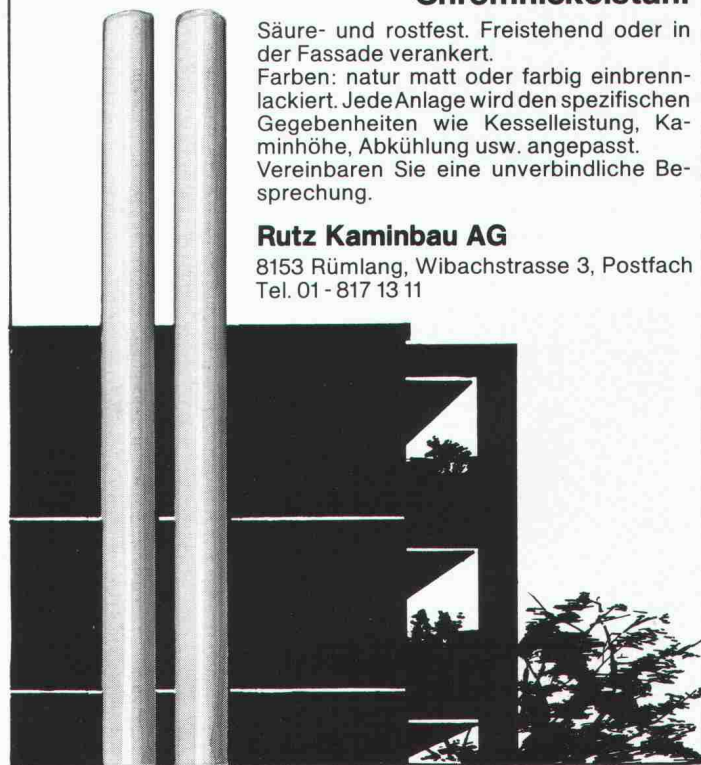 Säure- und rostfest. Freistehend oder in
der Fassade verankert.
Farben: natur matt oder farbig einbrenn-
lackiert. Jede Anlage wird den spezifischen
Gegebenheiten wie Kesselleistung, Ka-
minhöhe, Abkühlung usw. angepasst.
Vereinbaren Sie eine unverbindliche Be-
sprechung.
Rutz Kaminbau AG
8153 Rümlang, Wibachstrasse 3, Postfach
Tel. 01 - 817 13 11